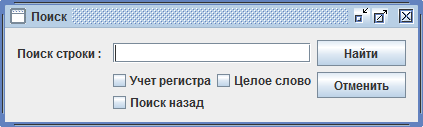 Поиск
Поиск строки :
Найти
Учет регистра
Целое слово
Отменить
Поиск назад